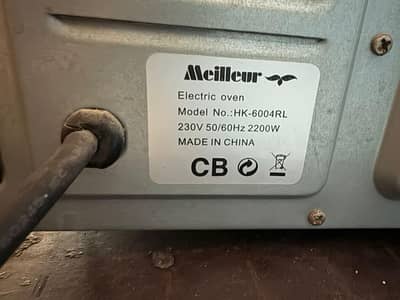 Meilleur
Electric oven
Model No.:HK-6004RL
230V 50/60Hz 2200W
MADE IN CHINA
CB